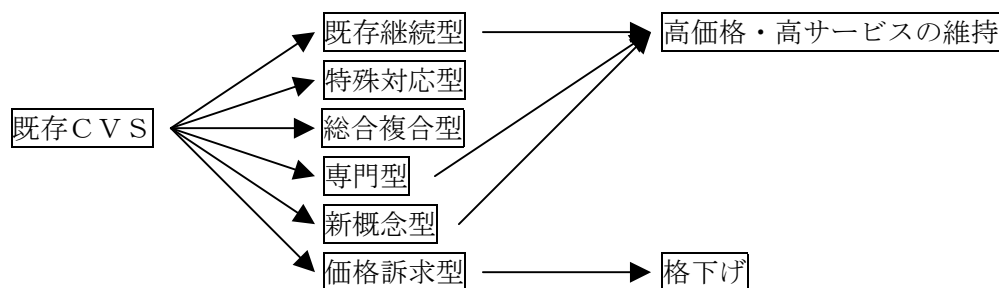 既存継続型
高価格・高サービスの維持
特殊対応型
既存ＣＶＳ
総合複合型
専門型
新概念型
価格訴求型
格下げ